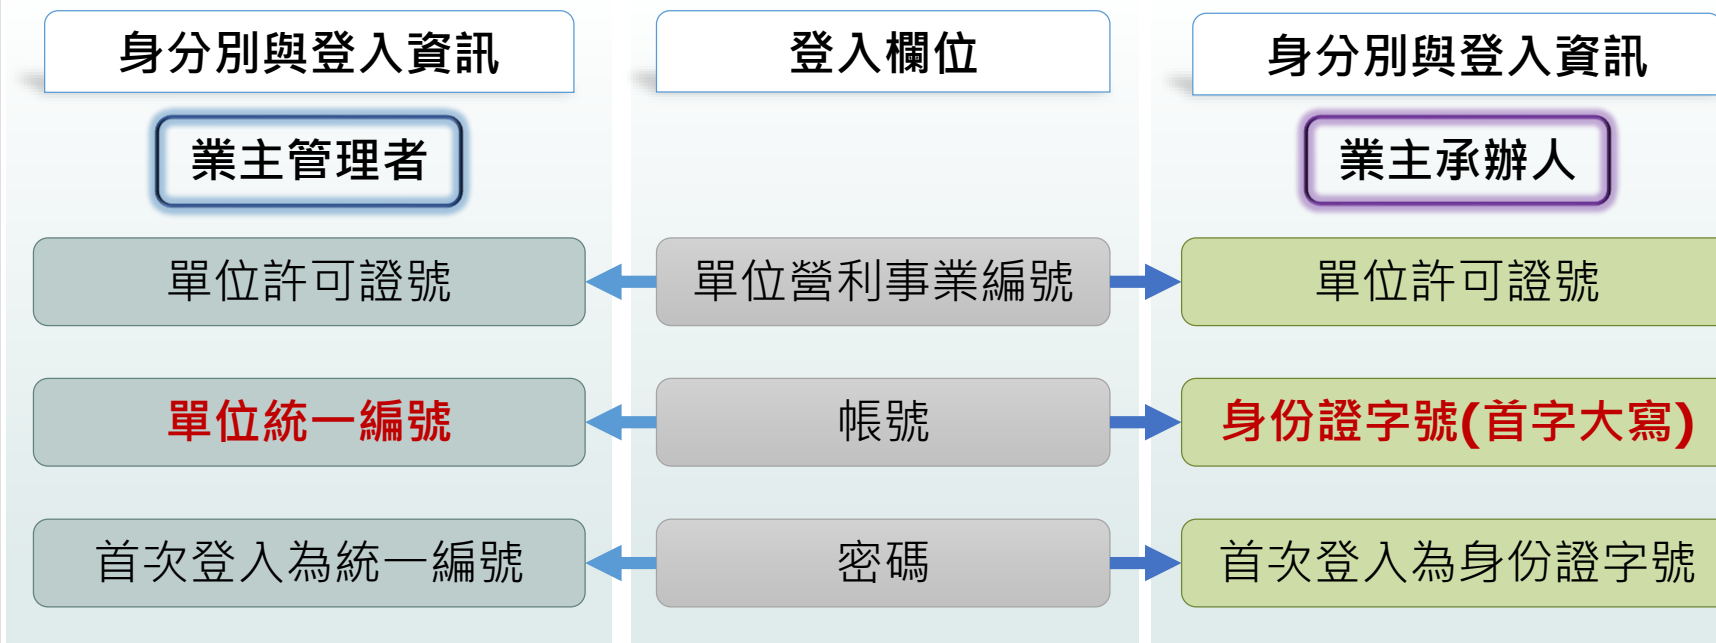 身分別與登入資訊
登入欄位
身分別與登入資訊
業主管理者
業主承辦人
單位許可證號
單位營利事業編號
單位許可證號
單位統一編號
帳號
身份證字號(首字大寫)
首次登入為統一編號
密碼
首次登入為身份證字號